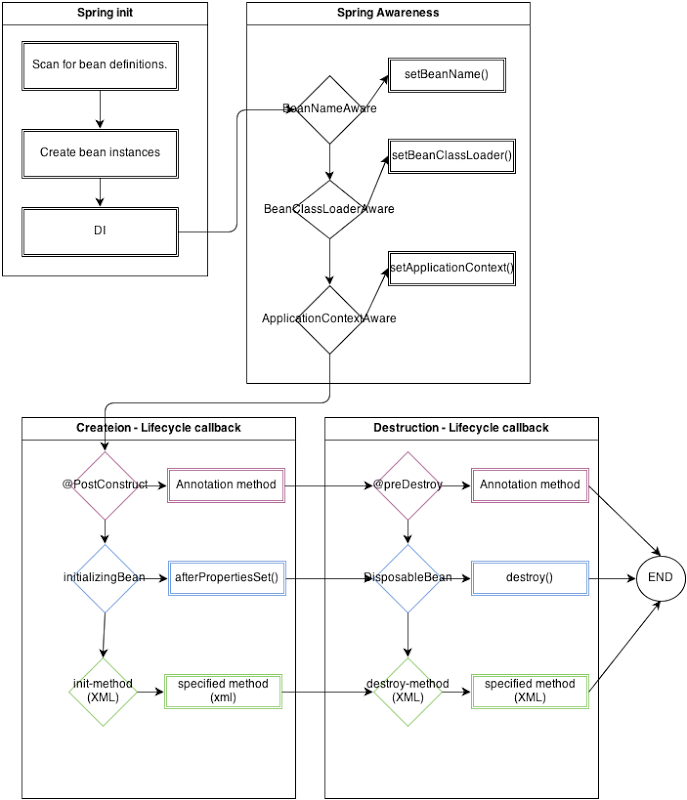 Spring init
Scan for bean definitions.
Create bean instances
DI
Spring Awareness
BeanNameAware
setBeanName()
setBeanClassLoader()
BeanClassLoaderAware
setApplicationContext()
ApplicationContextAware
Createion - Lifecycle callback
@PostConstruct
Annotation method
initializingBean
afterPropertiesSet()
init-method
(XML)
specified method
(xml)
Destruction - Lifecycle callback
@preDestroy
Annotation method
DisposableBean
destroy()
destroy-method
(XML)
specified method
(XML)
END